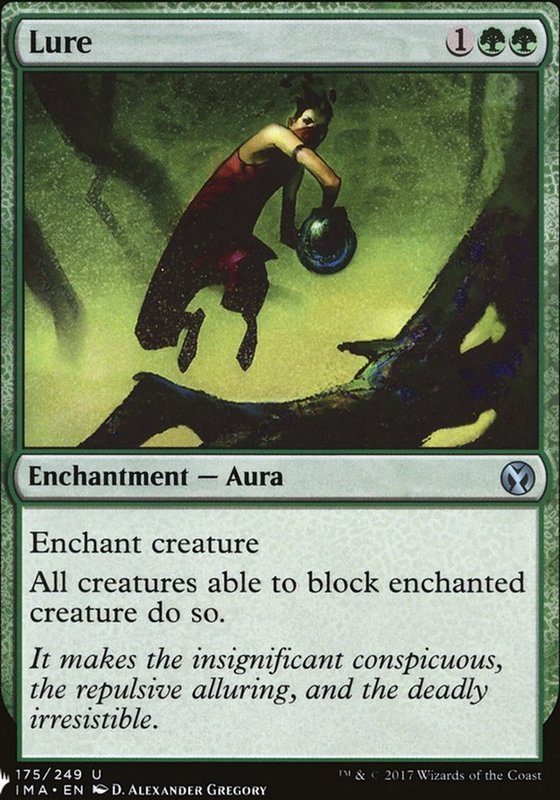 Lure 1
Enchantment — Aura
Enchant creature
All creatures able to block enchanted
creature do so.
It makes the insignificant conspicuous,
the repulsive alluring, and the deadly
irresistible.
175/249 U
IMA • EN D. Alexander Gregory
™ & © 2017 Wizards of the Coast